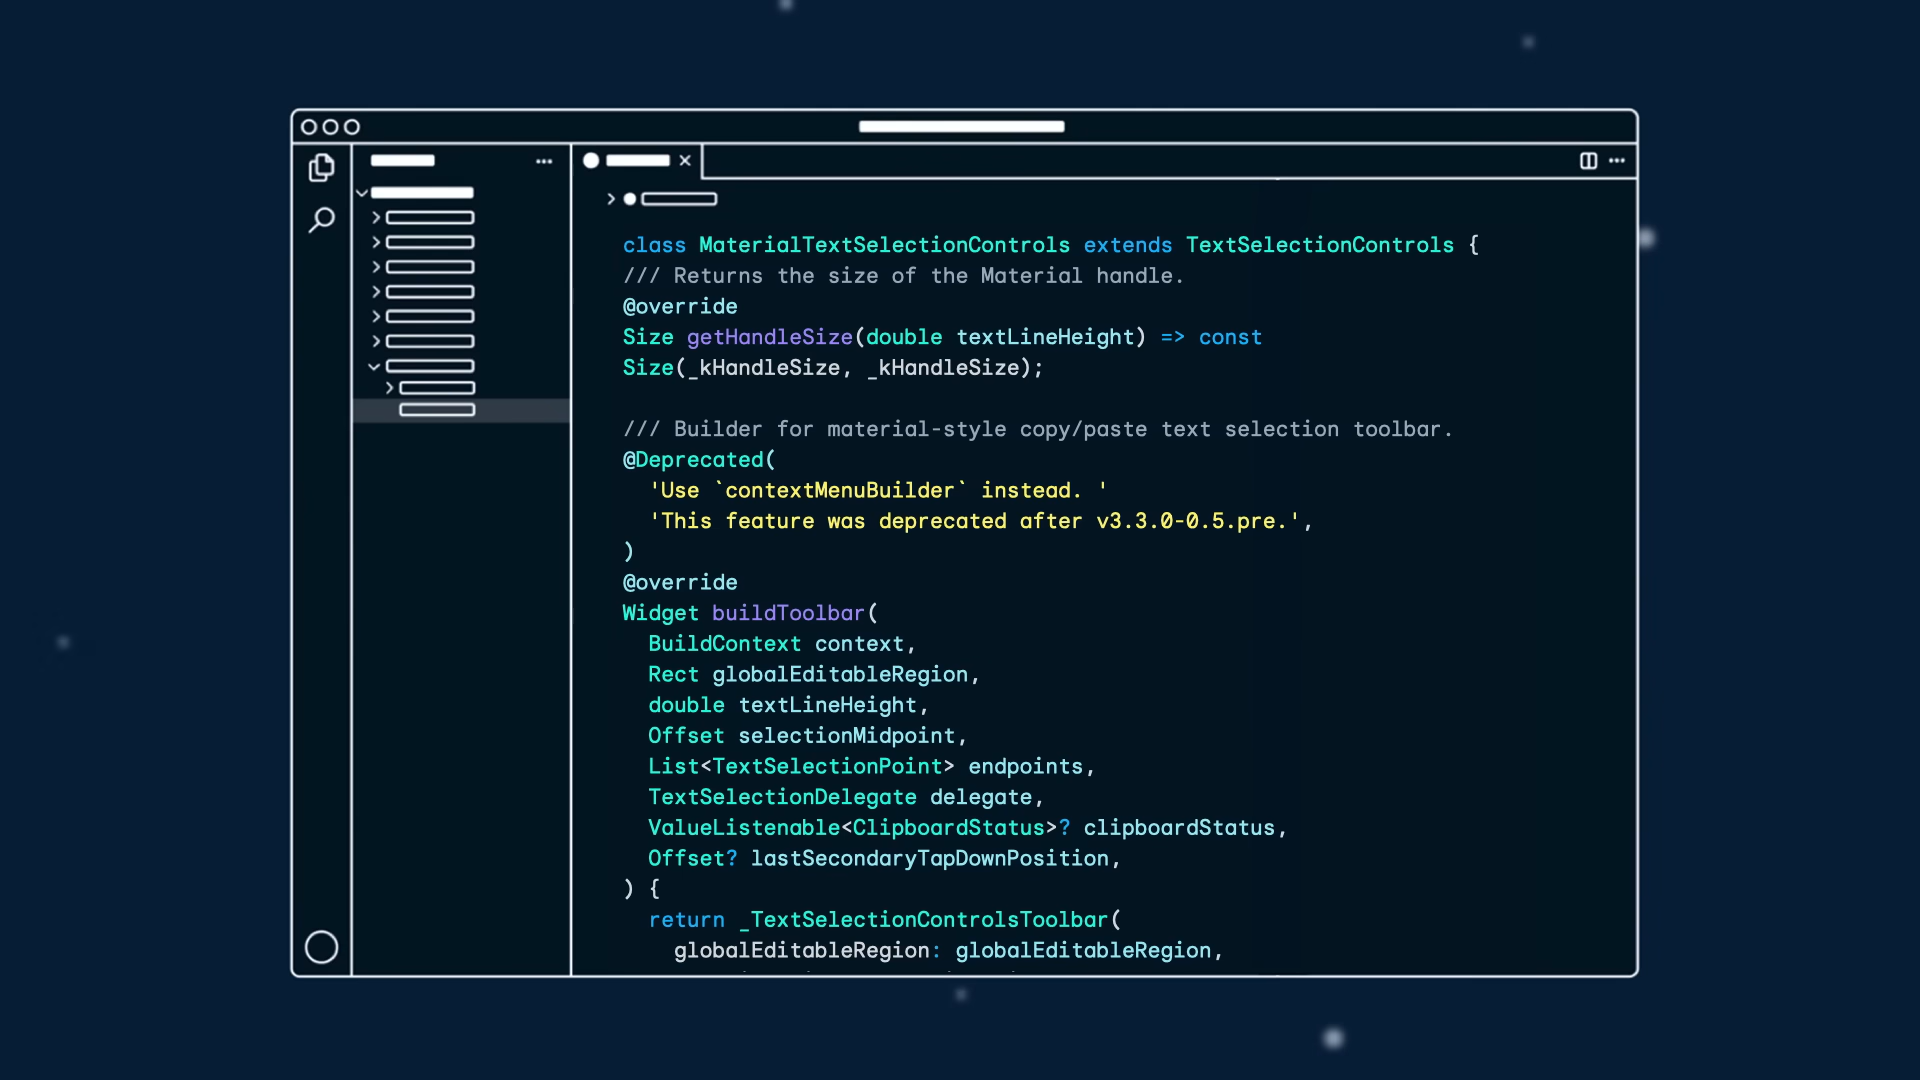 class MaterialTextSelectionControls extends TextSelectionControls {
/// Returns the size of the Material handle.
@override
Size getHandleSize(double textLineHeight) => const
Size(_kHandleSize, _kHandleSize);
/// Builder for material-style copy/paste text selection toolbar.
@Deprecated(
'Use `contextMenuBuilder` instead. '
'This feature was deprecated after v3.3.0-0.5.pre.',
)
@override
Widget buildToolbar(
BuildContext context,
Rect globalEditableRegion,
double textLineHeight,
Offset selectionMidpoint,
List<TextSelectionPoint> endpoints,
TextSelectionDelegate delegate,
ValueListenable<ClipboardStatus>? clipboardStatus,
Offset? lastSecondaryTapDownPosition,
) {
return _TextSelectionControlsToolbar(
globalEditableRegion: globalEditableRegion,